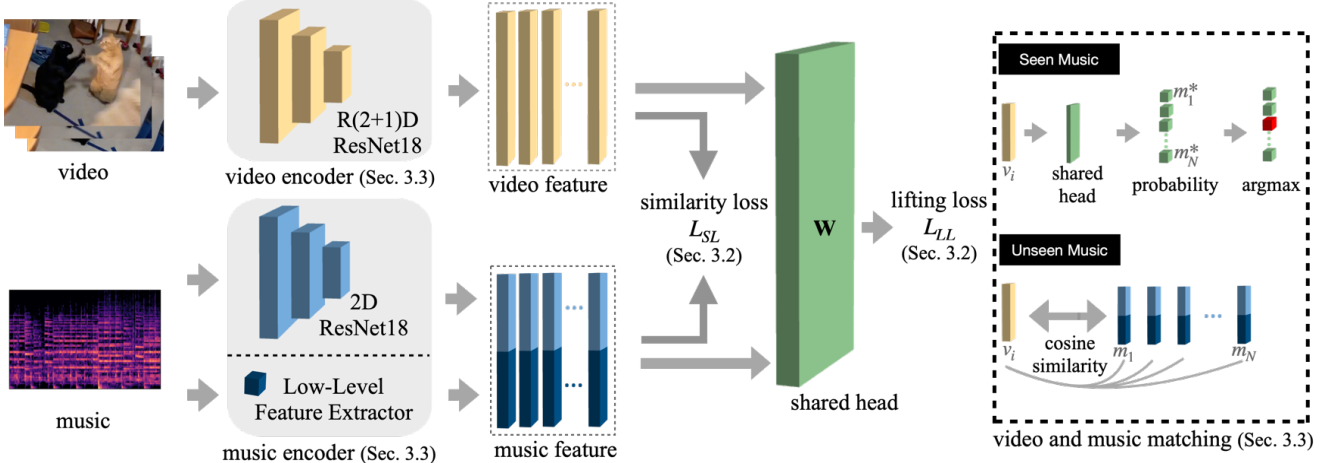 video
R(2+1)D
ResNet18
video encoder (Sec. 3.3)
video feature
music
2D
ResNet18
Low-Level
Feature Extractor
music encoder (Sec. 3.3)
music feature
similarity loss
L_SL
(Sec. 3.2)
W
shared head
lifting loss
L_LL
(Sec. 3.2)
Seen Music
v_i
shared
head
m_1^*
m_N^*
probability
argmax
Unseen Music
v_i
cosine
similarity
m_1
m_N
video and music matching (Sec. 3.3)